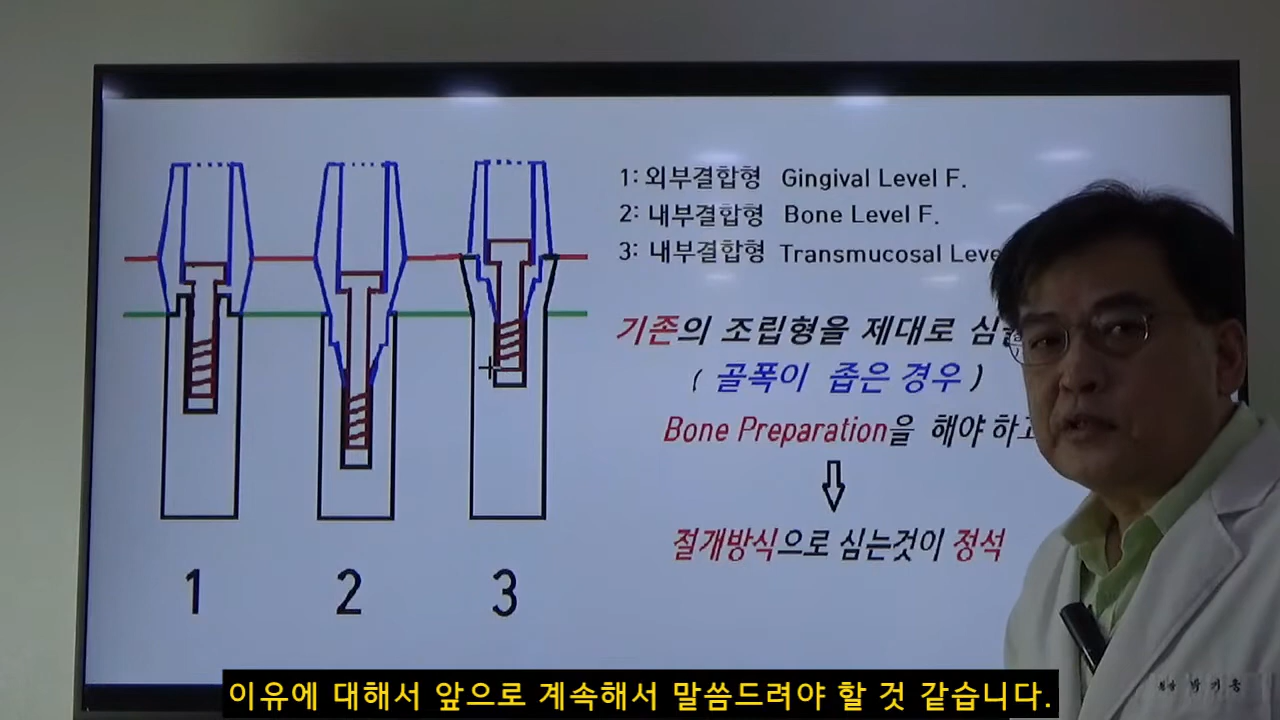 1: 외부결합형 Gingival Level F.
2: 내부결합형 Bone Level F.
3: 내부결합형 Transmucosal Leve
기존의 조립형을 제대로
( 골폭이 좁은 경우 )
Bone Preparation을 해야 하고
절개방식으로 심는것이 정석
1 2 3
이유에 대해서 앞으로 계속해서 말씀드려야 할 것 같습니다.